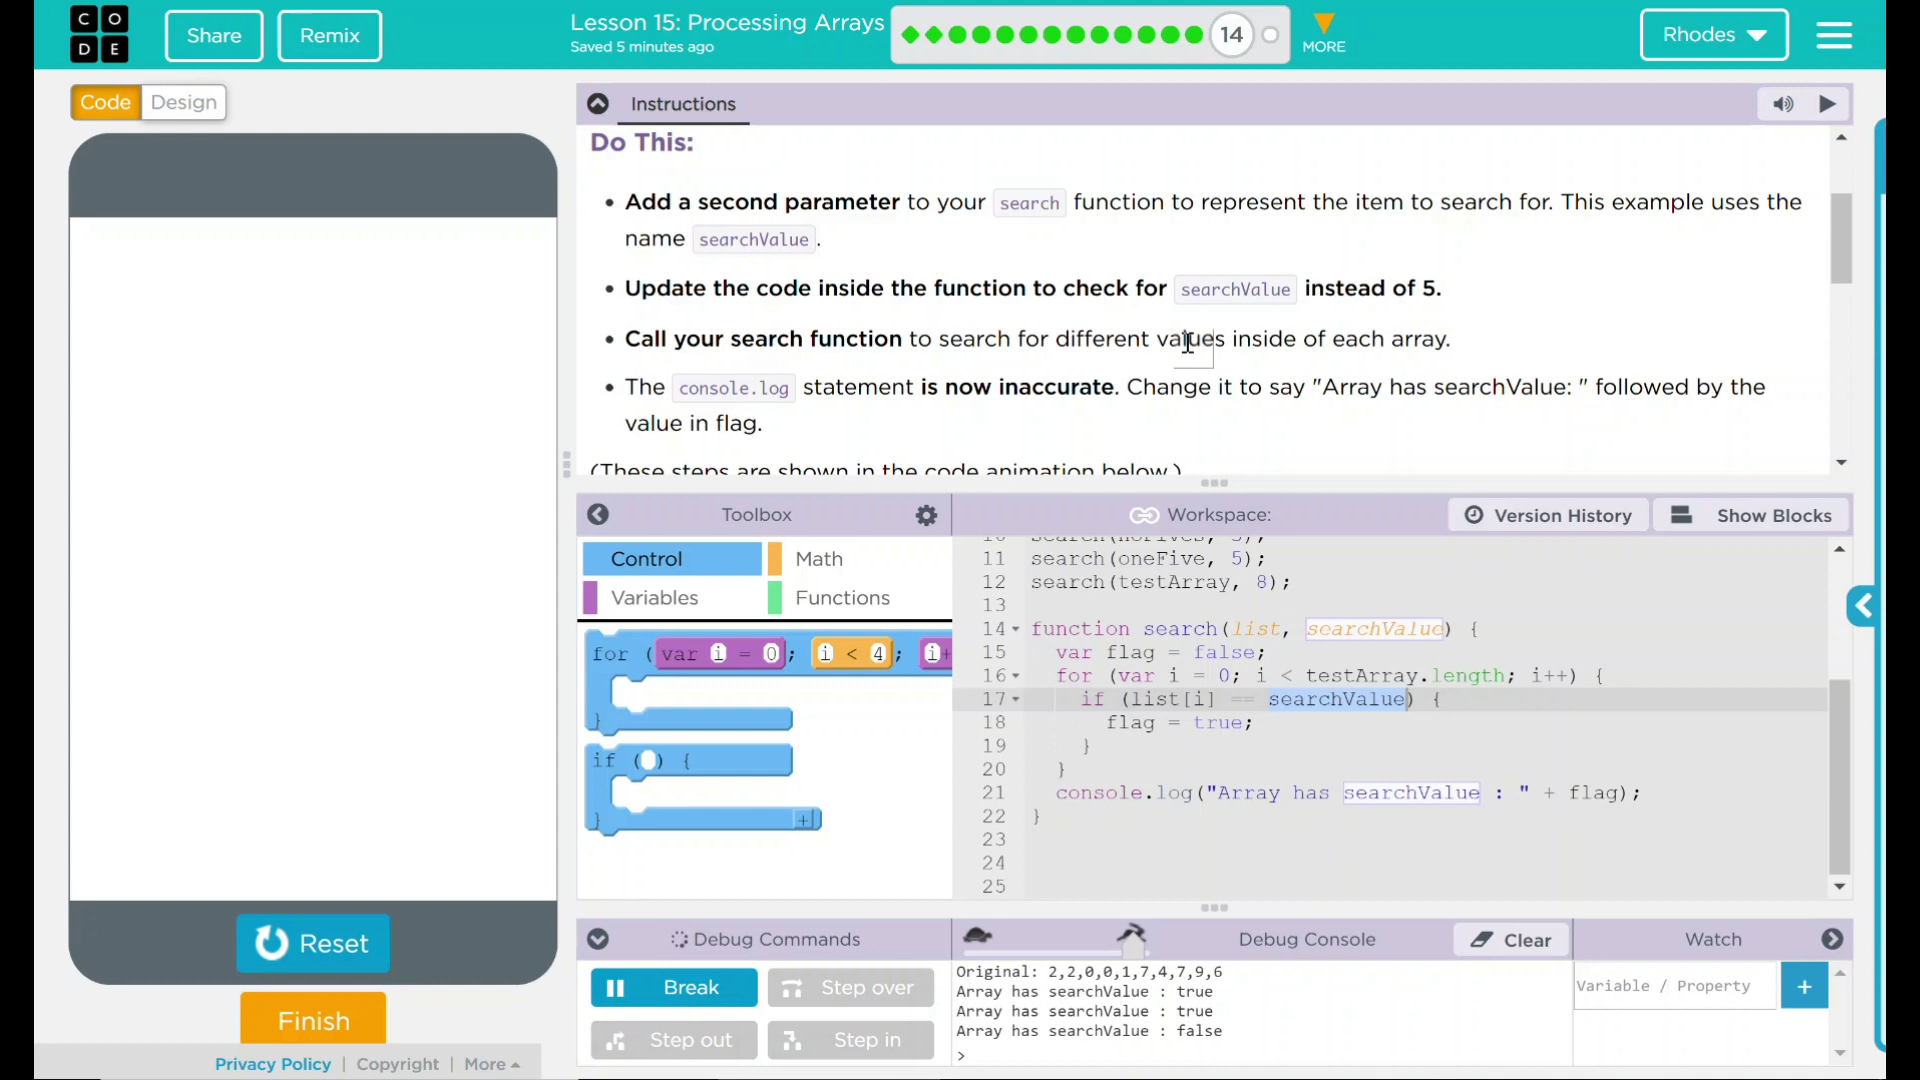 C O
D E
Share
Remix
Lesson 15: Processing Arrays
Saved 5 minutes ago
14
MORE
Rhodes
Code
Design
Instructions
Do This:
• Add a second parameter to your search function to represent the item to search for. This example uses the
name searchValue.
• Update the code inside the function to check for searchValue instead of 5.
• Call your search function to search for different values inside of each array.
• The console.log statement is now inaccurate. Change it to say "Array has searchValue: " followed by the
value in flag.
(These steps are shown in the code animation below.)
Toolbox
Workspace:
Version History
Show Blocks
Control
Math
Variables
Functions
for ( var i = 0; i < 4; i+
}
if ( ) {
}
+
11 search(oneFive, 5);
12 search(testArray, 8);
13
14 function search(list, searchValue) {
15 var flag = false;
16 for (var i = 0; i < testArray.length; i++) {
17 if (list[i] == searchValue) {
18 flag = true;
19 }
20 }
21 console.log("Array has searchValue : " + flag);
22 }
23
24
25
Reset
Finish
Privacy Policy | Copyright | More
Debug Commands
Debug Console
Clear
Watch
Break
Step over
Step out
Step in
Original: 2,2,0,0,1,7,4,7,9,6
Array has searchValue : true
Array has searchValue : true
Array has searchValue : false
>
Variable / Property
+